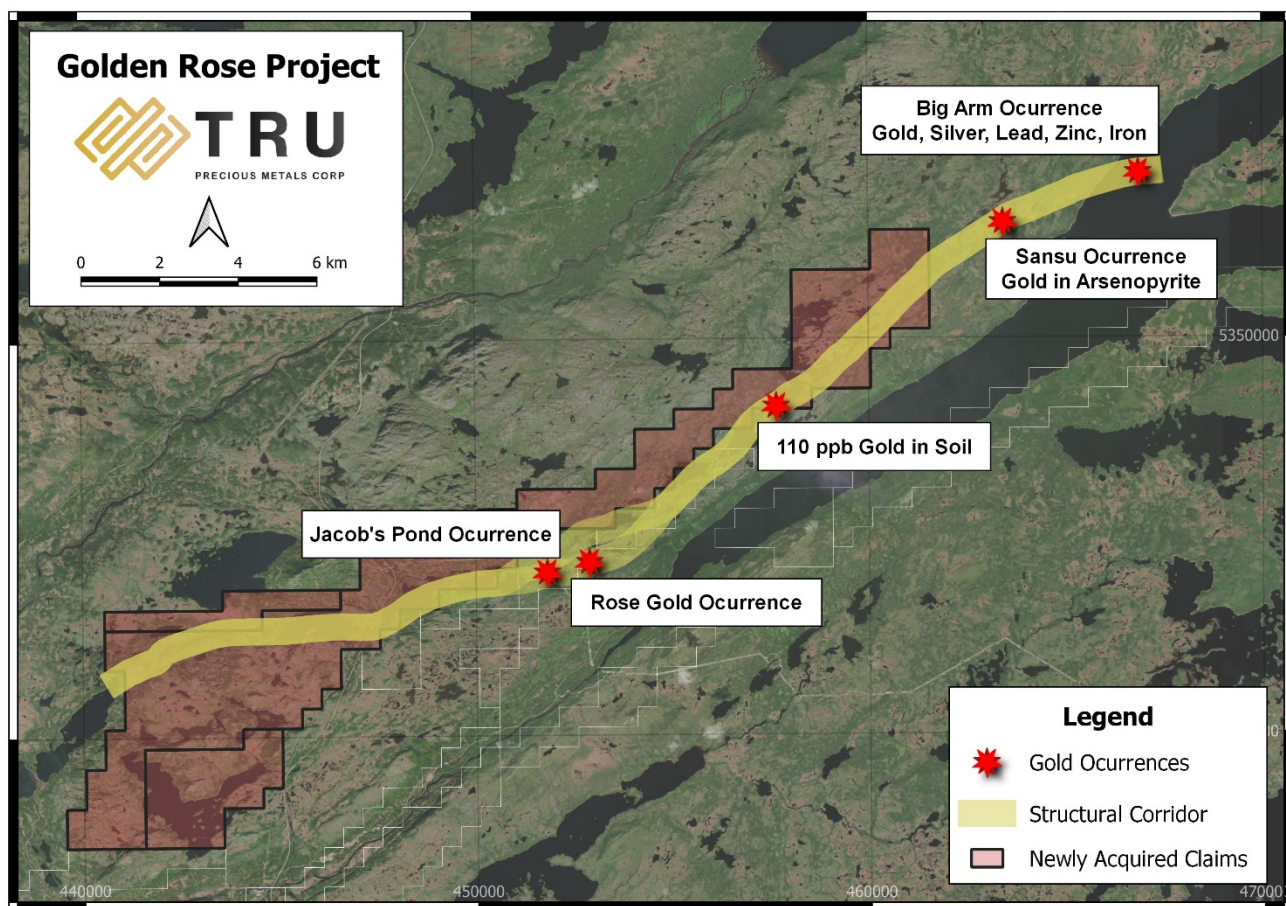 Golden Rose Project
TRU
PRECIOUS METALS CORP
0 2 4 6 km
Big Arm Ocurrence
Gold, Silver, Lead, Zinc, Iron
Sansu Ocurrence
Gold in Arsenopyrite
5350000
110 ppb Gold in Soil
Jacob's Pond Ocurrence
Rose Gold Ocurrence
Legend
Gold Ocurrences
Structural Corridor
Newly Acquired Claims
440000
450000
460000